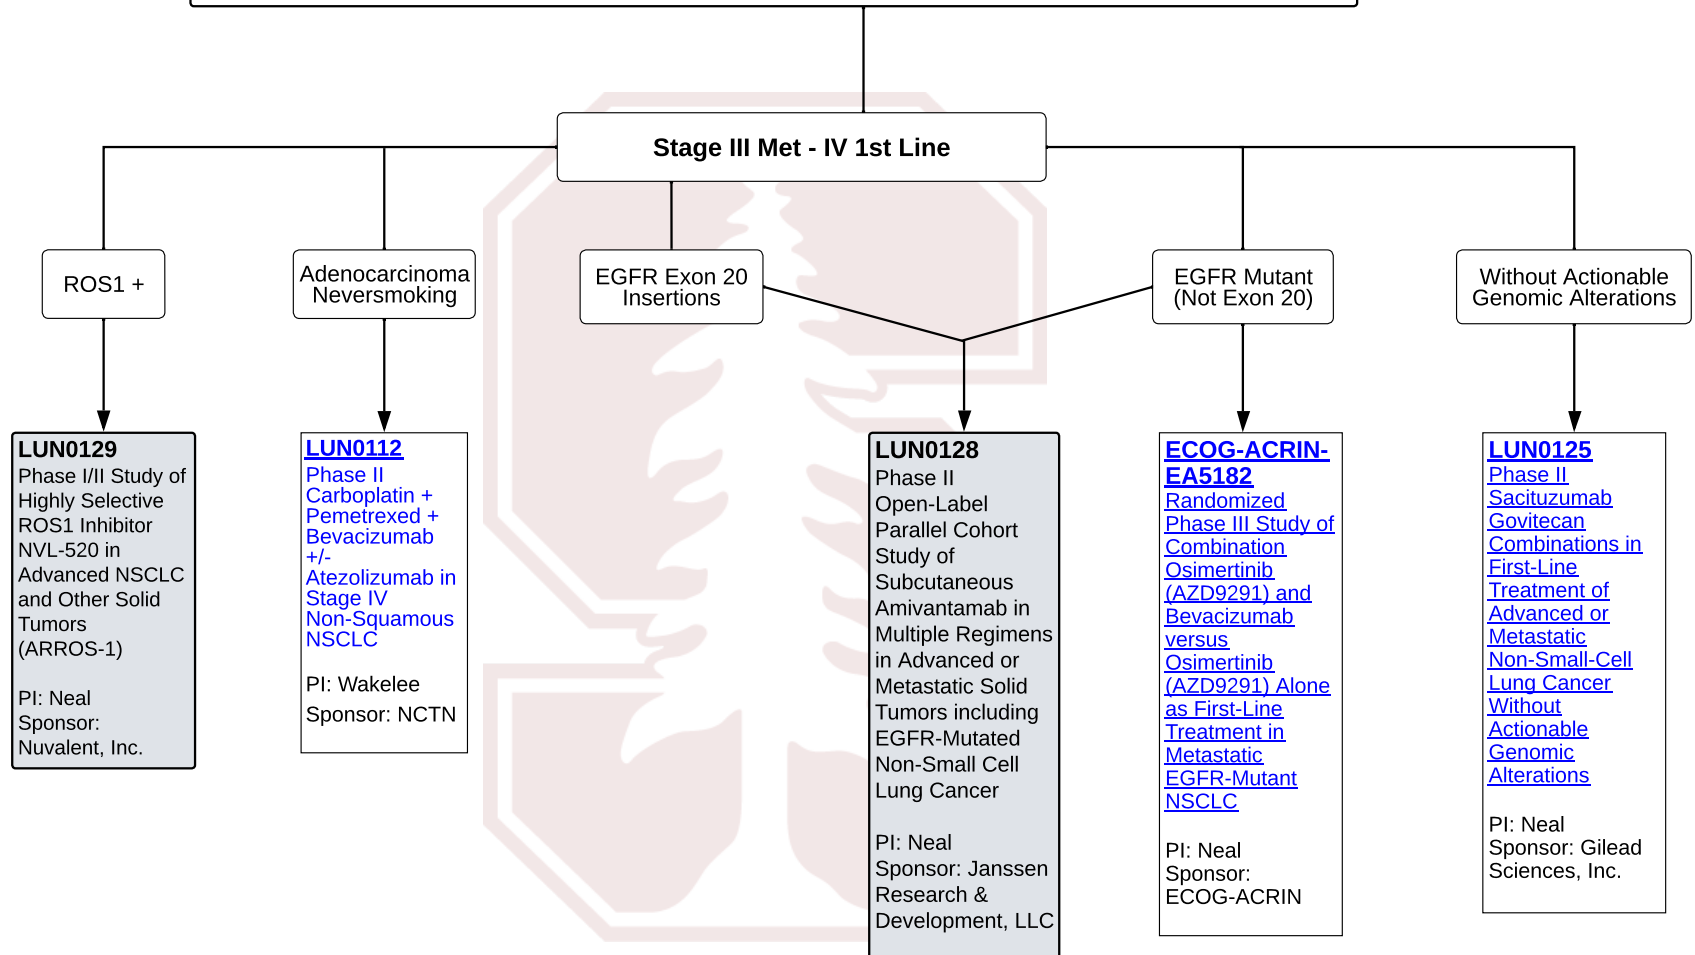 Stage III Met - IV 1st Line
ROS1 +
Adenocarcinoma
Neversmoking
EGFR Exon 20
Insertions
EGFR Mutant
(Not Exon 20)
Without Actionable
Genomic Alterations
LUN0129
Phase I/II Study of
Highly Selective
ROS1 Inhibitor
NVL-520 in
Advanced NSCLC
and Other Solid
Tumors
(ARROS-1)
PI: Neal
Sponsor:
Nuvalent, Inc.
LUN0112
Phase II
Carboplatin +
Pemetrexed +
Bevacizumab
+/-
Atezolizumab in
Stage IV
Non-Squamous
NSCLC
PI: Wakelee
Sponsor: NCTN
LUN0128
Phase II
Open-Label
Parallel Cohort
Study of
Subcutaneous
Amivantamab in
Multiple Regimens
in Advanced or
Metastatic Solid
Tumors including
EGFR-Mutated
Non-Small Cell
Lung Cancer
PI: Neal
Sponsor: Janssen
Research &
Development, LLC
ECOG-ACRIN-
EA5182
Randomized
Phase III Study of
Combination
Osimertinib
(AZD9291) and
Bevacizumab
versus
Osimertinib
(AZD9291) Alone
as First-Line
Treatment in
Metastatic
EGFR-Mutant
NSCLC
PI: Neal
Sponsor:
ECOG-ACRIN
LUN0125
Phase II
Sacituzumab
Govitecan
Combinations in
First-Line
Treatment of
Advanced or
Metastatic
Non-Small-Cell
Lung Cancer
Without
Actionable
Genomic
Alterations
PI: Neal
Sponsor: Gilead
Sciences, Inc.